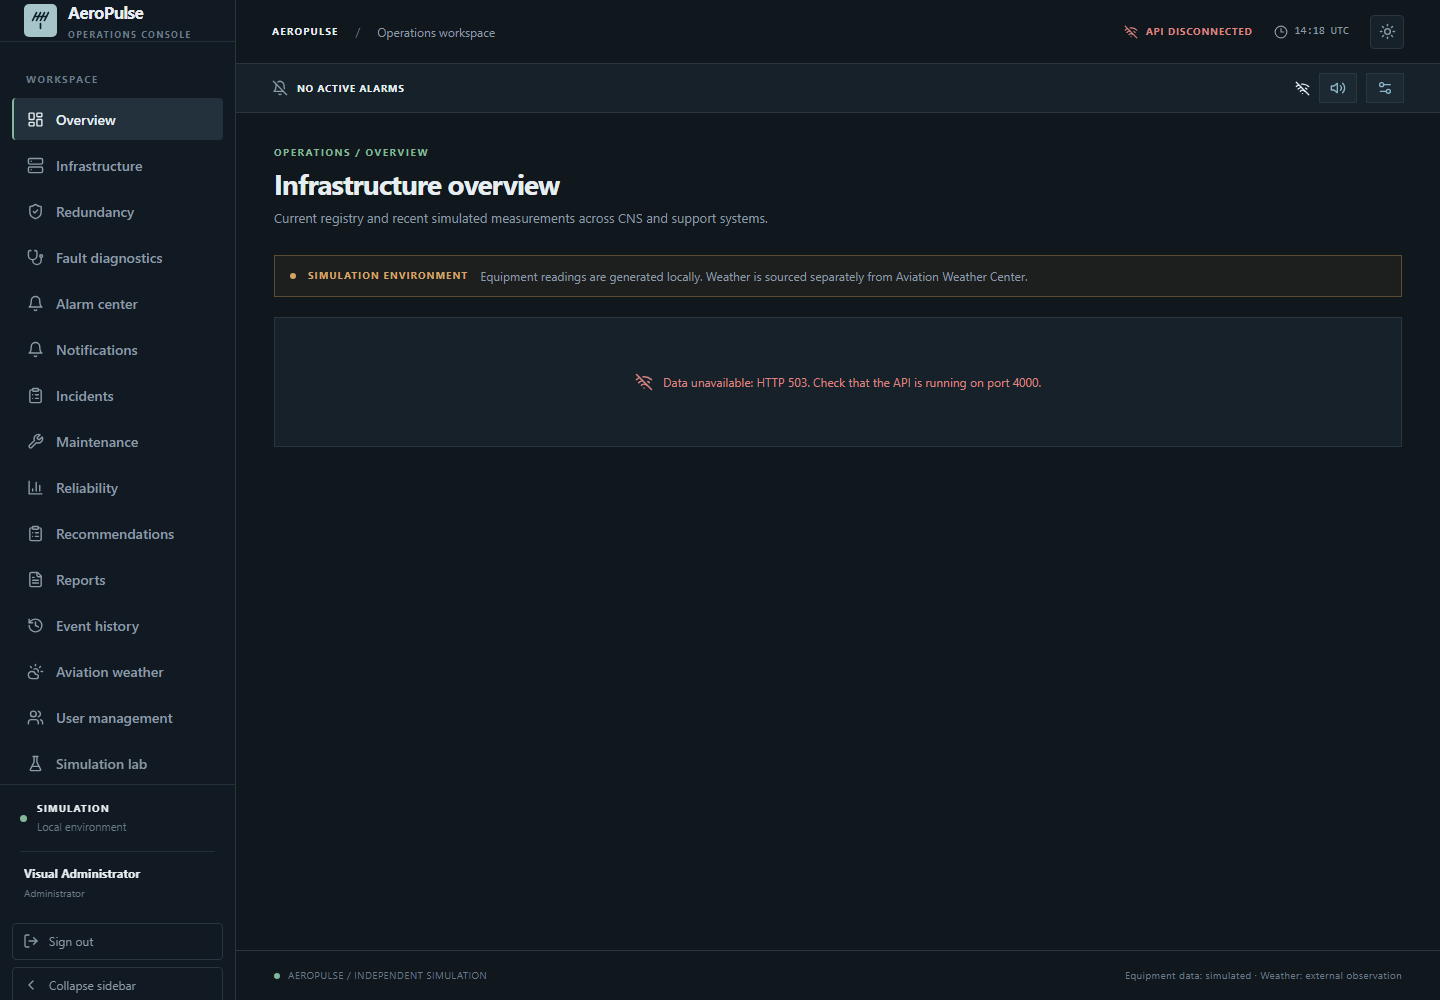 AeroPulse
OPERATIONS CONSOLE
WORKSPACE
Overview
Infrastructure
Redundancy
Fault diagnostics
Alarm center
Notifications
Incidents
Maintenance
Reliability
Recommendations
Reports
Event history
Aviation weather
User management
Simulation lab
SIMULATION
Local environment
Visual Administrator
Administrator
Sign out
Collapse sidebar
AEROPULSE / Operations workspace
API DISCONNECTED
14:18 UTC
NO ACTIVE ALARMS
OPERATIONS / OVERVIEW
Infrastructure overview
Current registry and recent simulated measurements across CNS and support systems.
SIMULATION ENVIRONMENT Equipment readings are generated locally. Weather is sourced separately from Aviation Weather Center.
Data unavailable: HTTP 503. Check that the API is running on port 4000.
AEROPULSE / INDEPENDENT SIMULATION
Equipment data: simulated · Weather: external observation